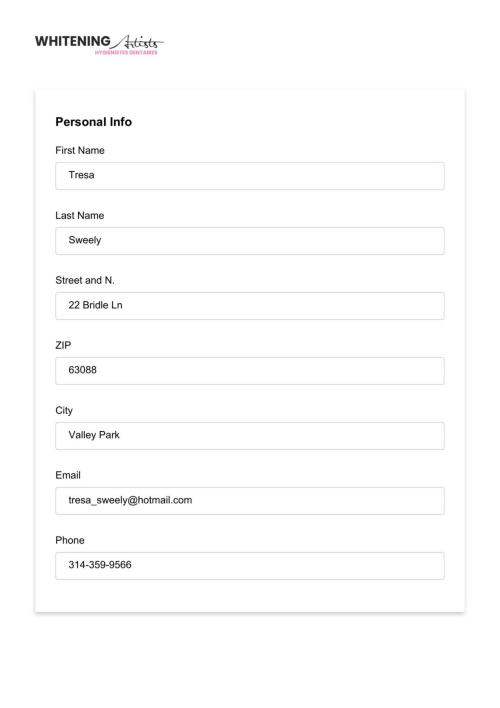 WHITENING Artists
HYGIÉNISTES DENTAIRES
Personal Info
First Name
Tresa
Last Name
Sweely
Street and N.
22 Bridle Ln
ZIP
63088
City
Valley Park
Email
tresa_sweely@hotmail.com
Phone
314-359-9566